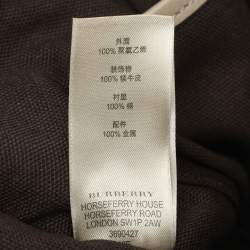 外面
100% 聚氯乙烯
装饰物
100% 犊牛皮
衬里
100% 棉
配件
100% 金属
BURBERRY
HORSEFERRY HOUSE
HORSEFERRY ROAD
LONDON SW1P 2AW
3690427